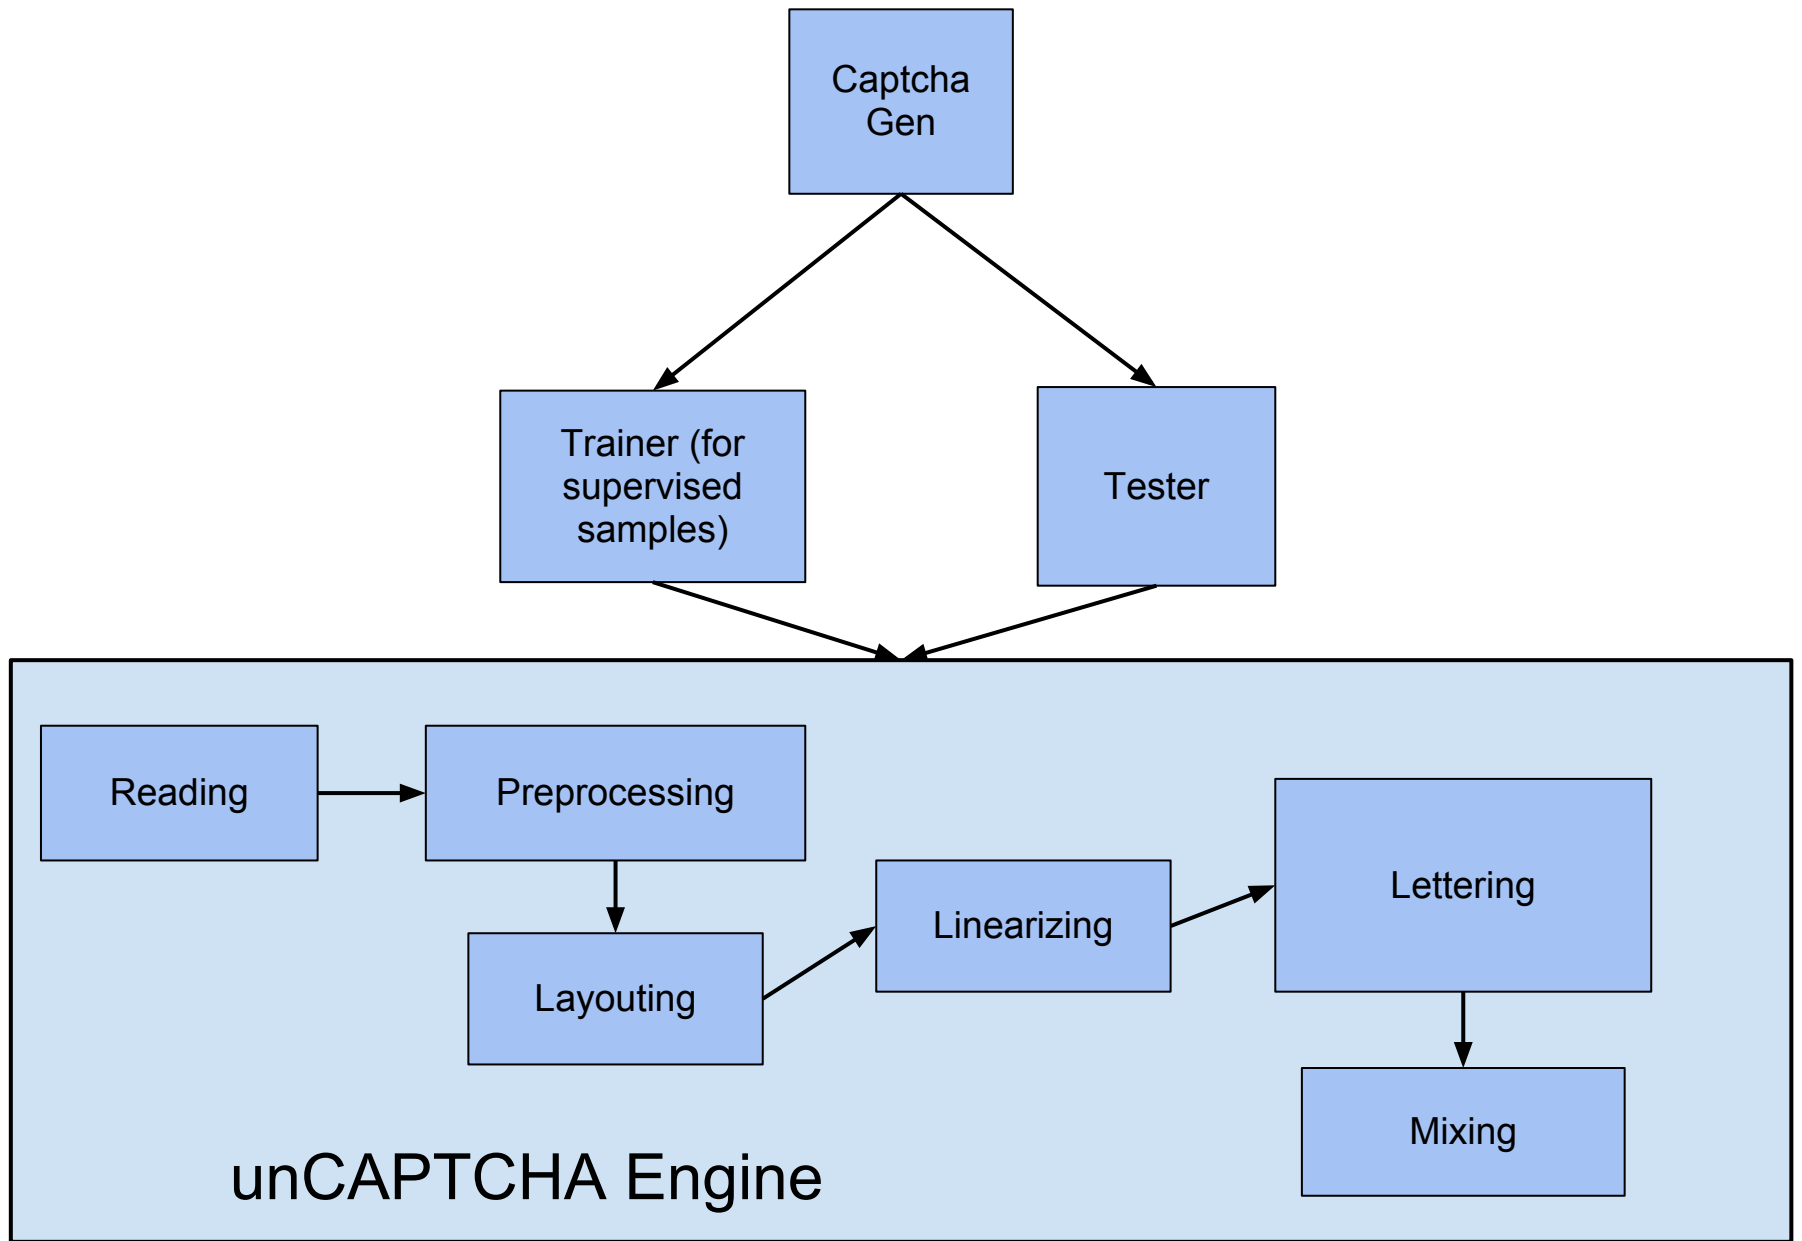 Captcha
Gen
Trainer (for
supervised
samples)
Tester
Reading
Preprocessing
Layouting
Linearizing
Lettering
Mixing
unCAPTCHA Engine